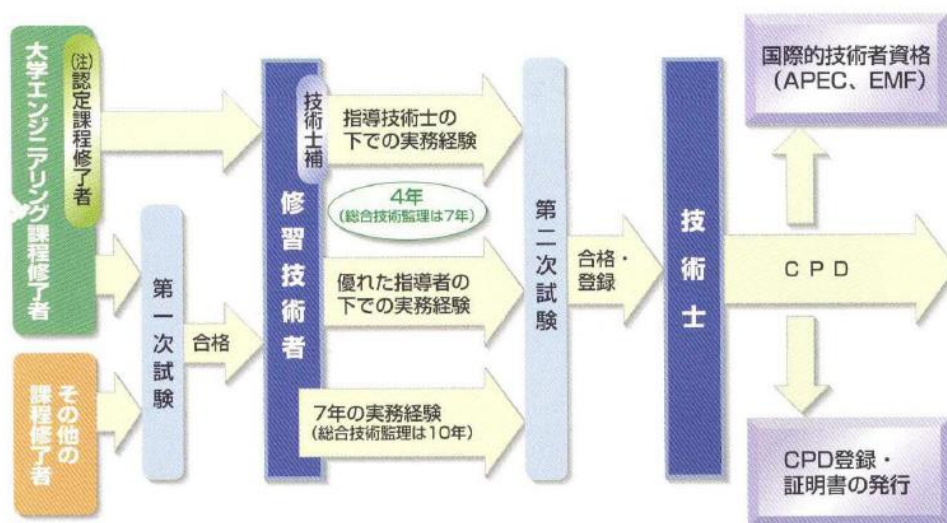 大学エンジニアリング課程修了者
(注)認定課程修了者
その他の
課程修了者
第一次試験
合格
修習技術者
技術士補
指導技術士の
下での実務経験
4年
(総合技術監理は7年)
優れた指導者の
下での実務経験
7年の実務経験
(総合技術監理は10年)
第二次試験
合格・
登録
技術士
国際的技術者資格
(APEC、EMF)
CPD
CPD登録・
証明書の発行